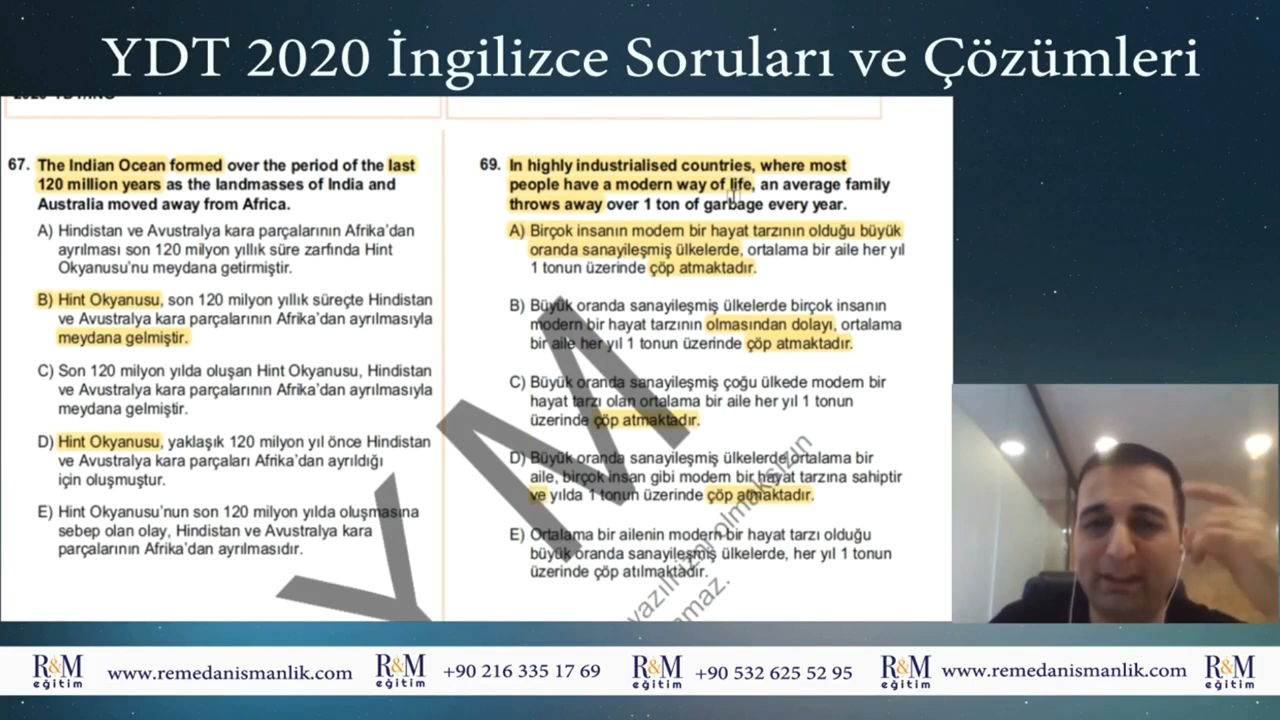 YDT 2020 İngilizce Soruları ve Çözümleri
67. The Indian Ocean formed over the period of the last
120 million years as the landmasses of India and
Australia moved away from Africa.
A) Hindistan ve Avustralya kara parçalarının Afrika’dan
ayrılması son 120 milyon yıllık süre zarfında Hint
Okyanusu’nu meydana getirmiştir.
B) Hint Okyanusu, son 120 milyon yıllık süreçte Hindistan
ve Avustralya kara parçalarının Afrika’dan ayrılmasıyla
meydana gelmiştir.
C) Son 120 milyon yılda oluşan Hint Okyanusu, Hindistan
ve Avustralya kara parçalarının Afrika’dan ayrılmasıyla
meydana gelmiştir.
D) Hint Okyanusu, yaklaşık 120 milyon yıl önce Hindistan
ve Avustralya kara parçaları Afrika’dan ayrıldığı
için oluşmuştur.
E) Hint Okyanusu’nun son 120 milyon yılda oluşmasına
sebep olan olay, Hindistan ve Avustralya kara
parçalarının Afrika’dan ayrılmasıdır.
69. In highly industrialised countries, where most
people have a modern way of life, an average family
throws away over 1 ton of garbage every year.
A) Birçok insanın modern bir hayat tarzının olduğu büyük
oranda sanayileşmiş ülkelerde, ortalama bir aile her yıl
1 tonun üzerinde çöp atmaktadır.
B) Büyük oranda sanayileşmiş ülkelerde birçok insanın
modern bir hayat tarzının olmasından dolayı, ortalama
bir aile her yıl 1 tonun üzerinde çöp atmaktadır.
C) Büyük oranda sanayileşmiş çoğu ülkede modern bir
hayat tarzı olan ortalama bir aile her yıl 1 tonun
üzerinde çöp atmaktadır.
D) Büyük oranda sanayileşmiş ülkelerde ortalama bir
aile, birçok insan gibi modern bir hayat tarzına sahiptir
ve yılda 1 tonun üzerinde çöp atmaktadır.
E) Ortalama bir ailenin modern bir hayat tarzı olduğu
büyük oranda sanayileşmiş ülkelerde, her yıl 1 tonun
üzerinde çöp atılmaktadır.
YM
yazılı izni olmaksızın
R&M eğitim www.remedanismanlik.com R&M eğitim +90 216 335 17 69 R&M eğitim +90 532 625 52 95 R&M eğitim www.remedanismanlik.com R&M eğitim